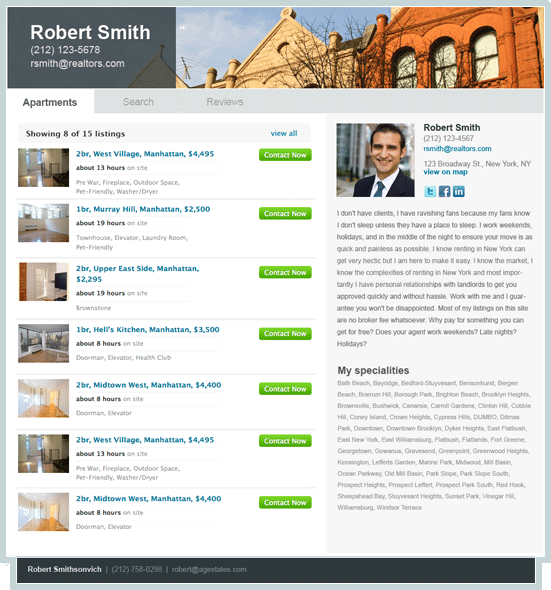 Robert Smith
(212) 123-5678
rsmith@realtors.com
Apartments
Search
Reviews
Showing 8 of 15 listings
view all
2br, West Village, Manhattan, $4,495
Contact Now
about 13 hours on site
Pre War, Fireplace, Outdoor Space,
Pet-Friendly, Washer/Dryer
1br, Murray Hill, Manhattan, $2,500
Contact Now
about 19 hours on site
Townhouse, Elevator, Laundry Room,
Pet-Friendly
2br, Upper East Side, Manhattan,
$2,295
Contact Now
about 19 hours on site
Brownstone
1br, Hell's Kitchen, Manhattan, $3,500
Contact Now
about 8 hours on site
Doorman, Elevator, Health Club
2br, Midtown West, Manhattan, $4,400
Contact Now
about 8 hours on site
Doorman, Elevator
2br, West Village, Manhattan, $4,495
Contact Now
about 13 hours on site
Pre War, Fireplace, Outdoor Space,
Pet-Friendly, Washer/Dryer
2br, Midtown West, Manhattan, $4,400
Contact Now
about 8 hours on site
Doorman, Elevator
Robert Smith
(212) 123-4567
rsmith@realtors.com
123 Broadway St., New York, NY
view on map
I don't have clients, I have ravishing fans because my fans know
I don't sleep unless they have a place to sleep. I work weekends,
holidays, and in the middle of the night to ensure your move is as
quick and painless as possible. I know renting in New York can
get very hectic but I am here to make it easy. I know the market, I
know the complexities of renting in New York and most impor-
tantly I have personal relationships with landlords to get you
approved quickly and without hassle. Work with me and I guar-
antee you won't be disappointed. Most of my listings on this site
are no broker fee whatsoever. Why pay for something you can
get for free? Does your agent work weekends? Late nights?
Holidays?
My specialities
Bath Beach, Bayridge, Bedford-Stuyvesant, Bensonhurst, Bergen
Beach, Boerum Hill, Borough Park, Brighton Beach, Brooklyn Heights,
Brownsville, Bushwick, Canarsie, Carroll Gardens, Clinton Hill, Cobble
Hill, Coney Island, Crown Heights, Cypress Hills, DUMBO, Ditmas
Park, Downtown, Downtown Brooklyn, Dyker Heights, East Flatbush,
East New York, East Williamsburg, Flatbush, Flatlands, Fort Greene,
Georgetown, Gowanus, Gravesend, Greenpoint, Greenwood Heights,
Kensington, Lefferts Garden, Marine Park, Midwood, Mill Basin,
Ocean Parkway, Old Mill Basin, Park Slope, Park Slope South,
Prospect Heights, Prospect Leffert, Prospect Park South, Red Hook,
Sheepshead Bay, Stuyvesant Heights, Sunset Park, Vinegar Hill,
Williamsburg, Windsor Terrace
Robert Smithsonvich | (212) 758-0298 | robert@agestates.com